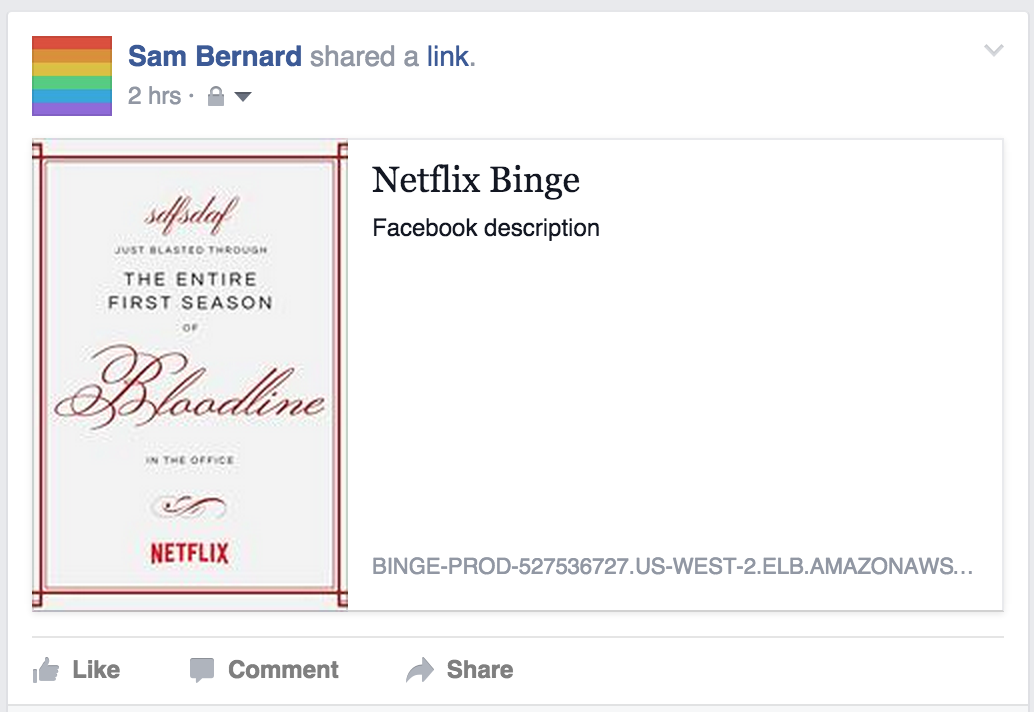 Sam Bernard shared a link.
2 hrs ·
sdfsdaf
JUST BLASTED THROUGH
THE ENTIRE
FIRST SEASON
OF
Bloodline
IN THE OFFICE
NETFLIX
Netflix Binge
Facebook description
BINGE-PROD-527536727.US-WEST-2.ELB.AMAZONAWS...
Like Comment Share